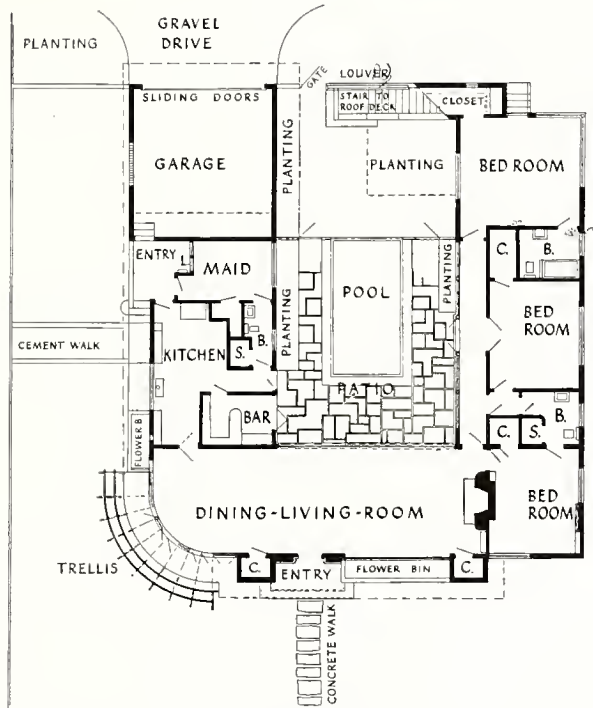 GRAVEL
DRIVE
PLANTING
GATE
LOUVER
SLIDING DOORS
STAIR TO
ROOF DECK
CLOSET
GARAGE
PLANTING
PLANTING
BED ROOM
ENTRY
L.
MAID
PLANTING
C.
B.
POOL
PLANTING
BED
ROOM
CEMENT WALK
KITCHEN
S.
B.
PATIO
BAR
FLOWER B
C.
S.
B.
DINING-LIVING-ROOM
BED
ROOM
TRELLIS
C.
ENTRY
FLOWER BIN
C.
CONCRETE WALK